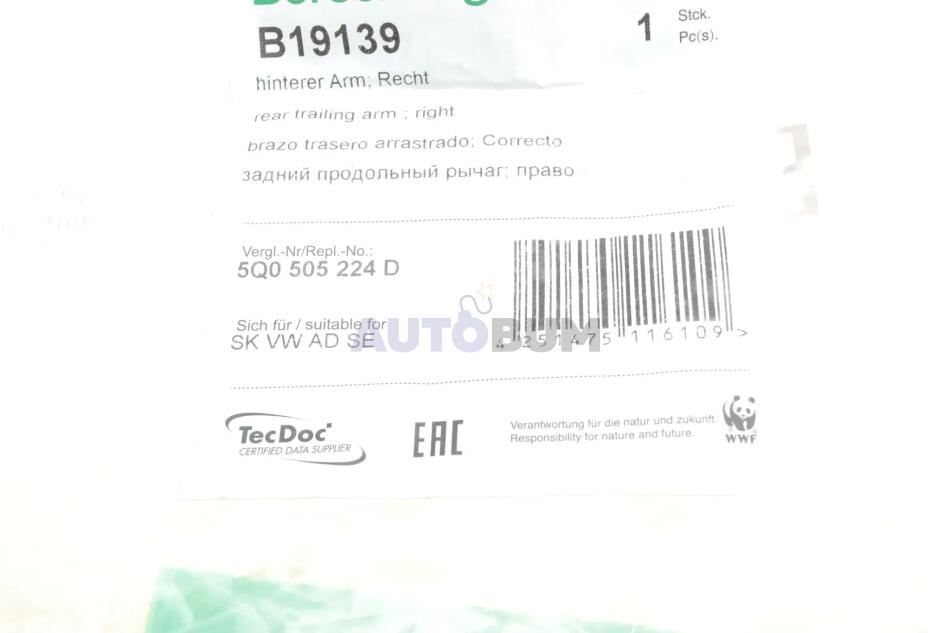 B19139
1 Stck.
Pc(s).
hinterer Arm; Recht
rear trailing arm ; right
brazo trasero arrastrado; Correcto
задний продольный рычаг; право
Vergl.-Nr/Repl.-No.:
5Q0 505 224 D
Sich für / suitable for
SK VW AD SE
AUTOBUM
4 251475 116109 >
TecDoc
CERTIFIED DATA SUPPLIER
EAC
Verantwortung für die natur und zukunft.
Responsibility for nature and future.
WWF